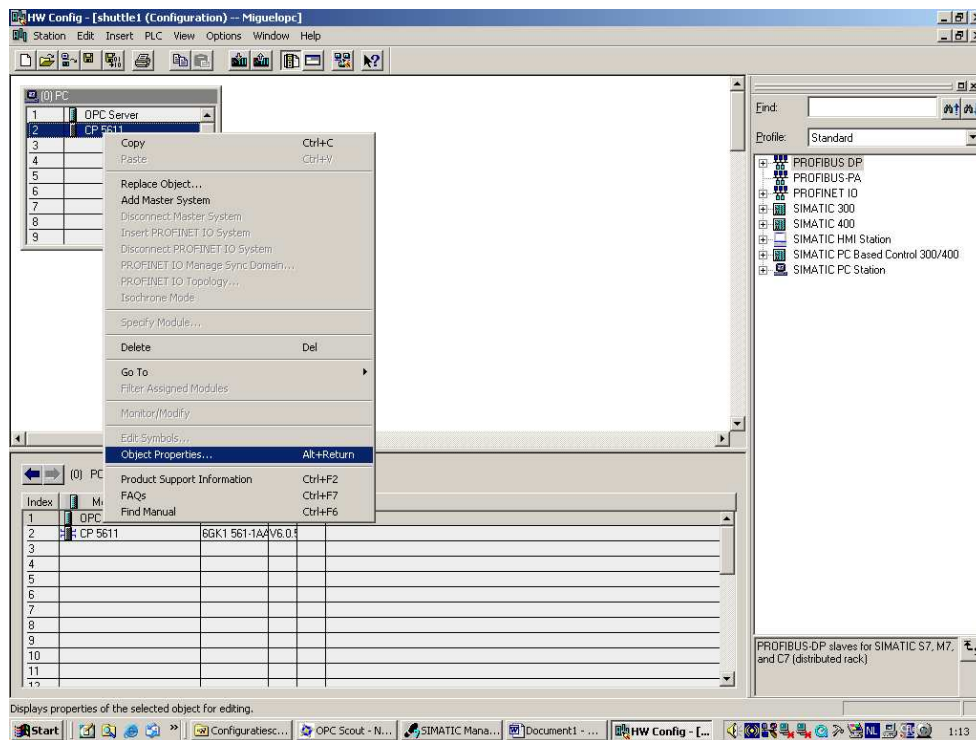 HW Config - [shuttle1 (Configuration) -- Miguelopc]
Station Edit Insert PLC View Options Window Help
(0) PC
1 OPC Server
2 CP 5611
3
4
5
6
7
8
9
Copy Ctrl+C
Paste Ctrl+V
Replace Object...
Add Master System
Disconnect Master System
Insert PROFINET IO System
Disconnect PROFINET IO System
PROFINET IO Manage Sync Domain...
PROFINET IO Topology...
Isochrone Mode
Specify Module...
Delete Del
Go To
Filter Assigned Modules
Monitor/Modify
Edit Symbols...
Object Properties... Alt+Return
Product Support Information Ctrl+F2
FAQs Ctrl+F7
Find Manual Ctrl+F6
Find:
Profile: Standard
PROFIBUS DP
PROFIBUS-PA
PROFINET IO
SIMATIC 300
SIMATIC 400
SIMATIC HMI Station
SIMATIC PC Based Control 300/400
SIMATIC PC Station
(0) PC
Index
1 OPC
2 CP 5611 6GK1 561-1AA V6.0.
3
4
5
6
7
8
9
10
11
12
PROFIBUS-DP slaves for SIMATIC S7, M7,
and C7 (distributed rack)
Displays properties of the selected object for editing.
Start » Configuratiesc... OPC Scout - N... SIMATIC Mana... Document1 - ... HW Config - [... NL 1:13